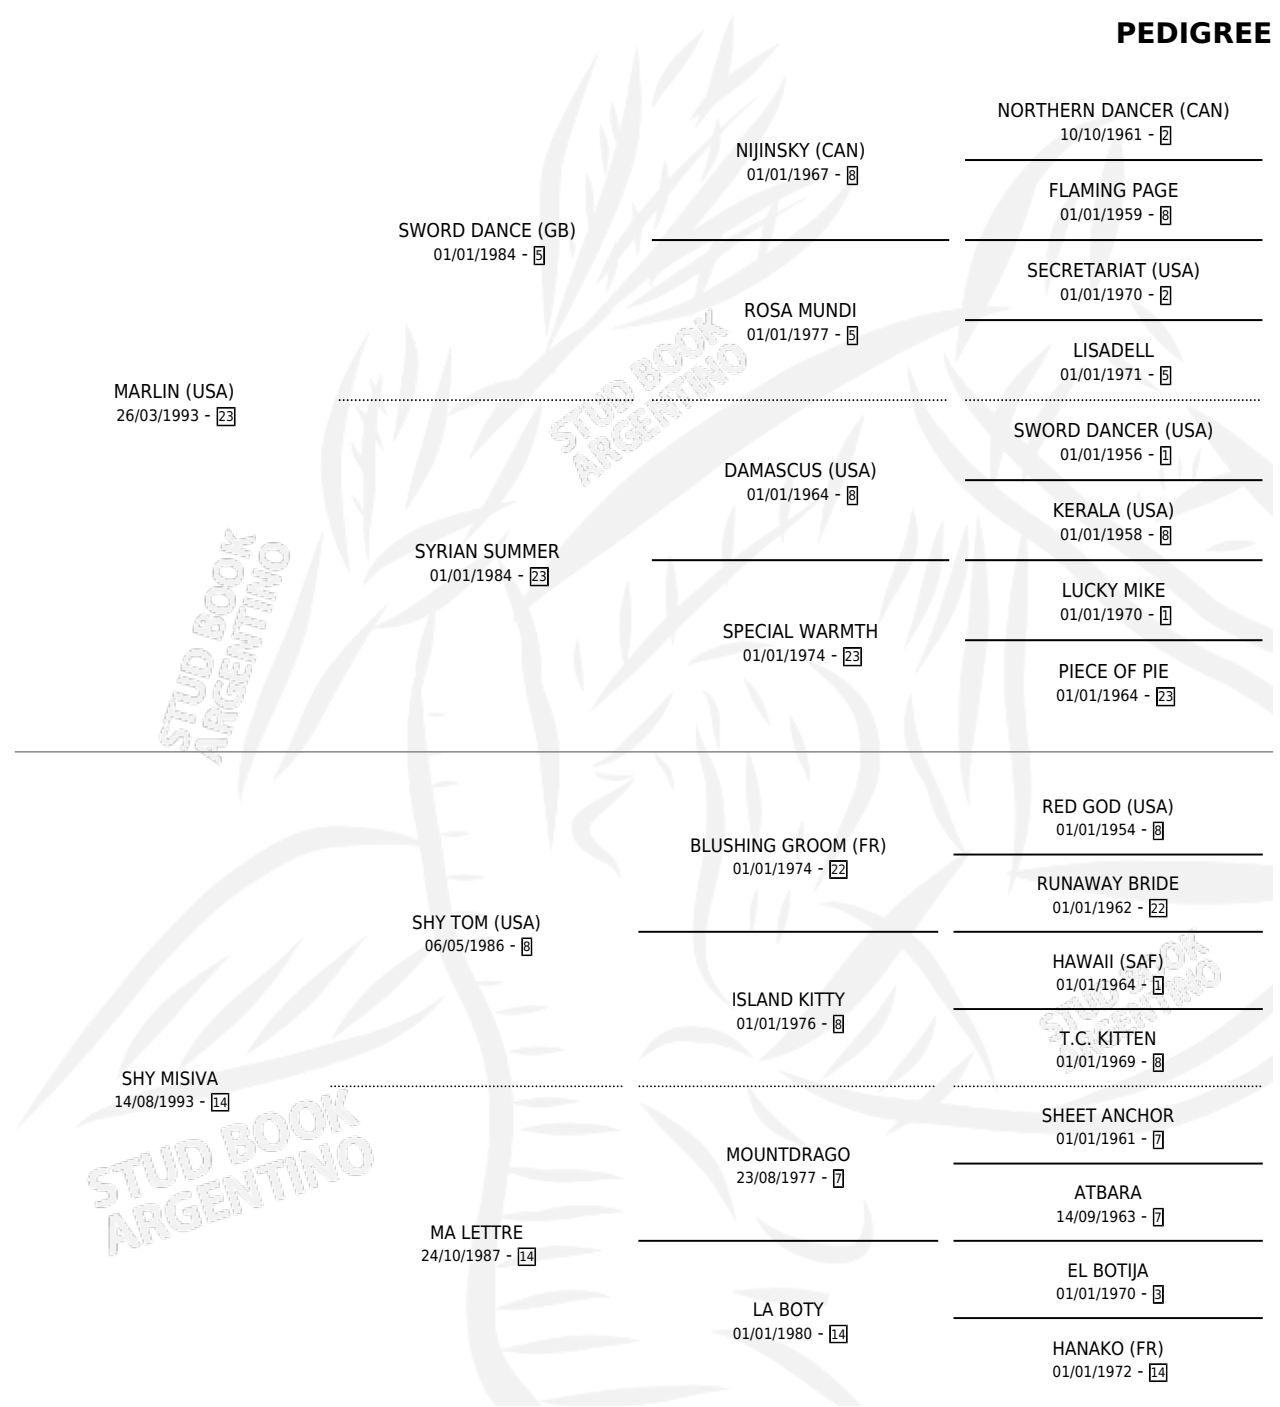 PEDIGREE
NORTHERN DANCER (CAN)
10/10/1961 - 2
NIJINSKY (CAN)
01/01/1967 - 8
FLAMING PAGE
01/01/1959 - 8
SWORD DANCE (GB)
01/01/1984 - 5
SECRETARIAT (USA)
01/01/1970 - 2
ROSA MUNDI
01/01/1977 - 5
LISADELL
01/01/1971 - 5
MARLIN (USA)
26/03/1993 - 23
SWORD DANCER (USA)
01/01/1956 - 1
DAMASCUS (USA)
01/01/1964 - 8
KERALA (USA)
01/01/1958 - 8
SYRIAN SUMMER
01/01/1984 - 23
LUCKY MIKE
01/01/1970 - 1
SPECIAL WARMTH
01/01/1974 - 23
PIECE OF PIE
01/01/1964 - 23
RED GOD (USA)
01/01/1954 - 8
BLUSHING GROOM (FR)
01/01/1974 - 22
RUNAWAY BRIDE
01/01/1962 - 22
SHY TOM (USA)
06/05/1986 - 8
HAWAII (SAF)
01/01/1964 - 1
ISLAND KITTY
01/01/1976 - 8
T.C. KITTEN
01/01/1969 - 8
SHY MISIVA
14/08/1993 - 14
SHEET ANCHOR
01/01/1961 - 7
MOUNTDRAGO
23/08/1977 - 7
ATBARA
14/09/1963 - 7
MA LETTRE
24/10/1987 - 14
EL BOTIJA
01/01/1970 - 3
LA BOTY
01/01/1980 - 14
HANAKO (FR)
01/01/1972 - 14
STUD BOOK
ARGENTINO
STUD BOOK
ARGENTINO
STUD BOOK
ARGENTINO
STUD BOOK
ARGENTINO